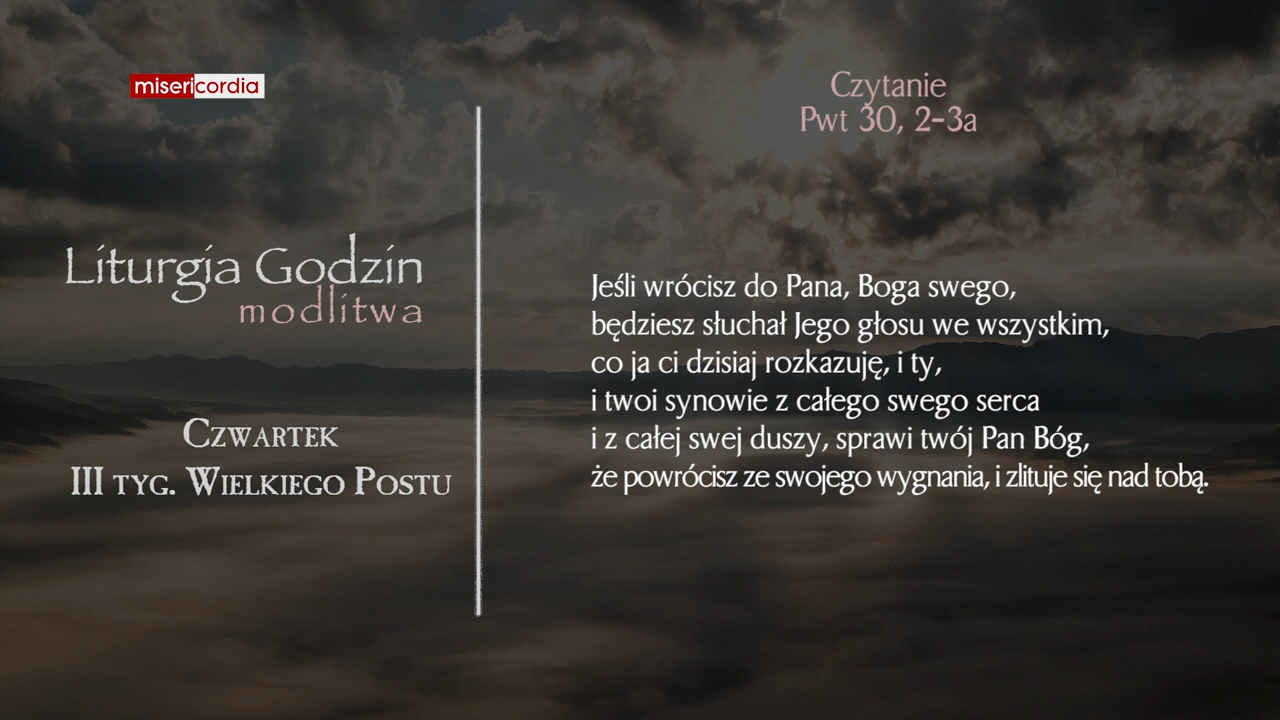 misericordia
Liturgia Godzin
modlitwa
Czwartek
III tyg. Wielkiego Postu
Czytanie
Pwt 30, 2-3a
Jeśli wrócisz do Pana, Boga swego,
będziesz słuchał Jego głosu we wszystkim,
co ja ci dzisiaj rozkazuję, i ty,
i twoi synowie z całego swego serca
i z całej swej duszy, sprawi twój Pan Bóg,
że powrócisz ze swojego wygnania, i zlituje się nad tobą.